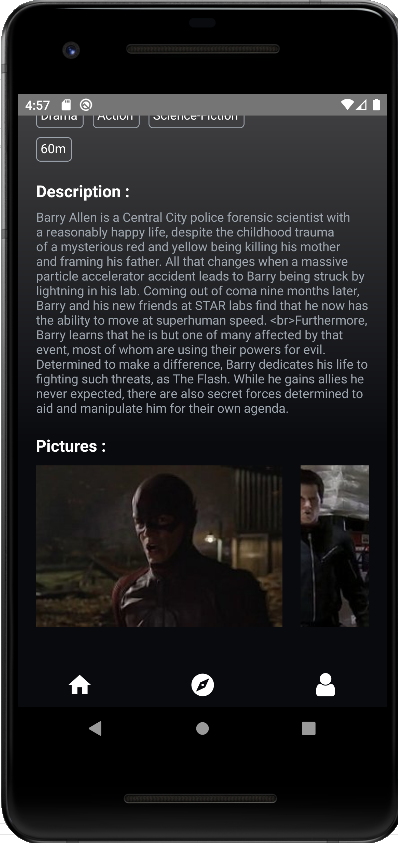 4:57
Drama Action Science-Fiction
60m
Description :
Barry Allen is a Central City police forensic scientist with
a reasonably happy life, despite the childhood trauma
of a mysterious red and yellow being killing his mother
and framing his father. All that changes when a massive
particle accelerator accident leads to Barry being struck by
lightning in his lab. Coming out of coma nine months later,
Barry and his new friends at STAR labs find that he now has
the ability to move at superhuman speed. <br>Furthermore,
Barry learns that he is but one of many affected by that
event, most of whom are using their powers for evil.
Determined to make a difference, Barry dedicates his life to
fighting such threats, as The Flash. While he gains allies he
never expected, there are also secret forces determined to
aid and manipulate him for their own agenda.
Pictures :